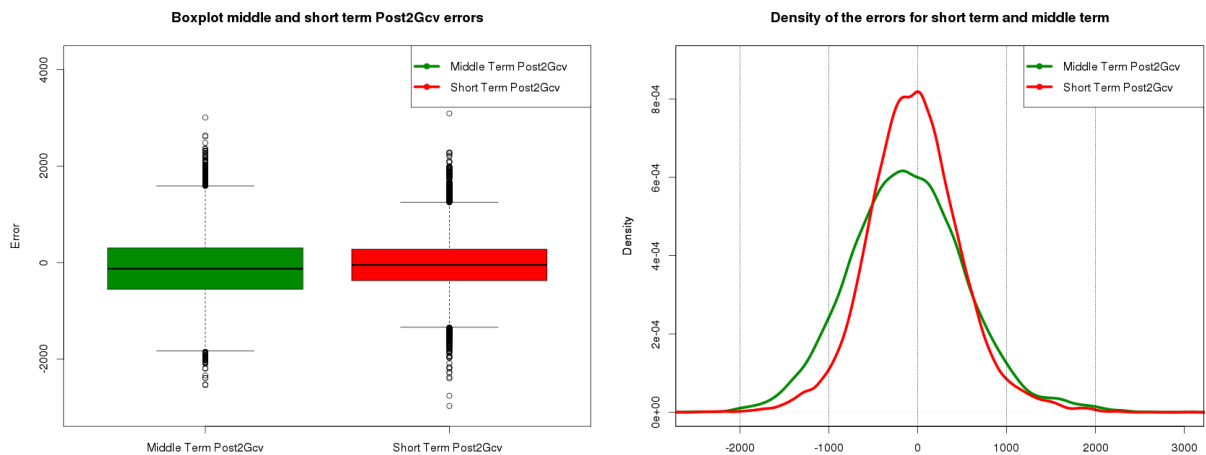 Boxplot middle and short term Post2Gcv errors
Middle Term Post2Gcv
Short Term Post2Gcv
Error
4000
2000
0
-2000
Middle Term Post2Gcv
Short Term Post2Gcv
Density of the errors for short term and middle term
Middle Term Post2Gcv
Short Term Post2Gcv
Density
8e-04
6e-04
4e-04
2e-04
0e+00
-2000
-1000
0
1000
2000
3000